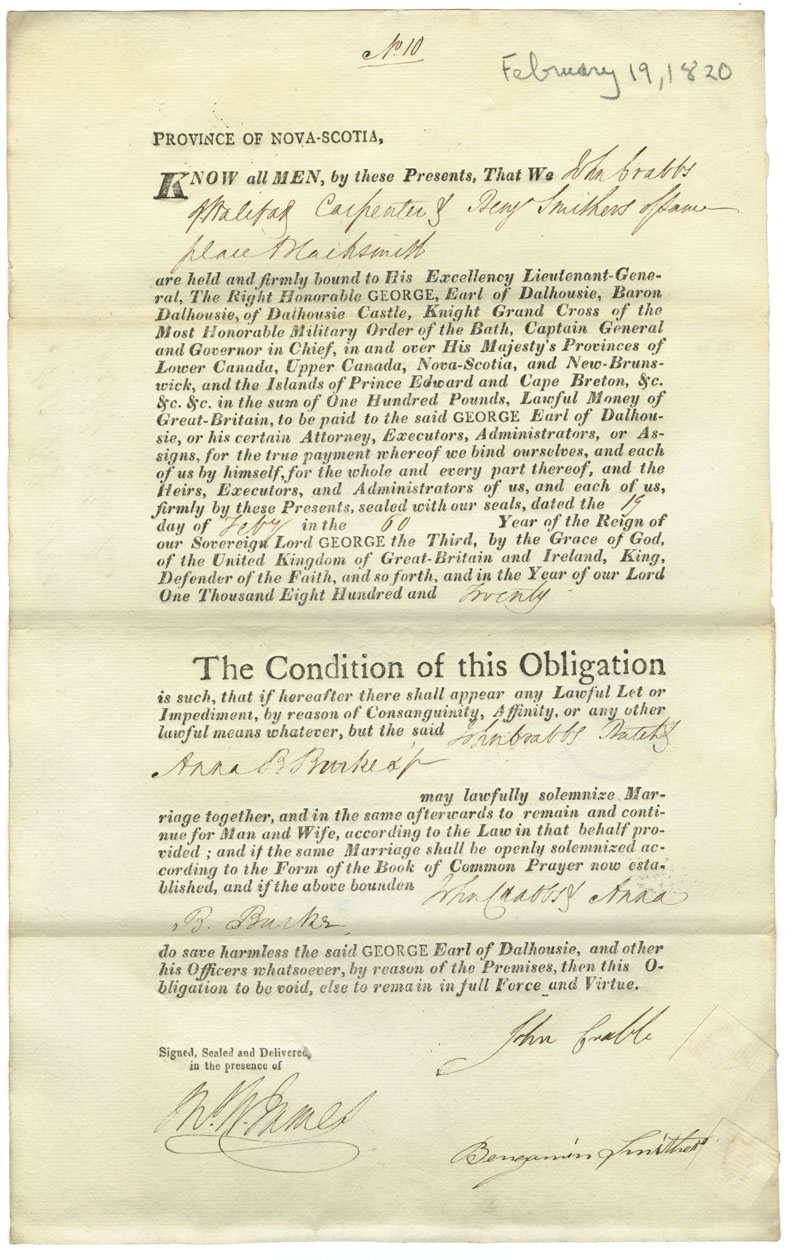 No. 10
February 19, 1820
PROVINCE OF NOVA-SCOTIA,
KNOW all MEN, by these Presents, That We John Crabbs
of Halifax Carpenter & Benj Smithers of same
place Blacksmith
are held and firmly bound to His Excellency Lieutenant-Gene-
ral, The Right Honorable GEORGE, Earl of Dalhousie, Baron
Dalhousie, of Dalhousie Castle, Knight Grand Cross of the
Most Honorable Military Order of the Bath, Captain General
and Governor in Chief, in and over His Majesty's Provinces of
Lower Canada, Upper Canada, Nova-Scotia, and New-Bruns-
wick, and the Islands of Prince Edward and Cape Breton, &c.
&c. &c. in the sum of One Hundred Pounds, Lawful Money of
Great-Britain, to be paid to the said GEORGE Earl of Dalhou-
sie, or his certain Attorney, Executors, Administrators, or As-
signs, for the true payment whereof we bind ourselves, and each
of us by himself, for the whole and every part thereof, and the
Heirs, Executors, and Administrators of us, and each of us,
firmly by these Presents, sealed with our seals, dated the 19
day of Feby in the 60 Year of the Reign of
our Sovereign Lord GEORGE the Third, by the Grace of God,
of the United Kingdom of Great-Britain and Ireland, King,
Defender of the Faith, and so forth, and in the Year of our Lord
One Thousand Eight Hundred and Twenty
The Condition of this Obligation
is such, that if hereafter there shall appear any Lawful Let or
Impediment, by reason of Consanguinity, Affinity, or any other
lawful means whatever, but the said John Crabbs Batch &
Anna B Burke Sp
may lawfully solemnize Mar-
riage together, and in the same afterwards to remain and conti-
nue for Man and Wife, according to the Law in that behalf pro-
vided ; and if the same Marriage shall be openly solemnized ac-
cording to the Form of the Book of Common Prayer now esta-
blished, and if the above bounden John Crabbs & Anna
B. Burke
do save harmless the said GEORGE Earl of Dalhousie, and other
his Officers whatsoever, by reason of the Premises, then this O-
bligation to be void, else to remain in full Force and Virtue.
John Crabb
Signed, Sealed and Delivered,
in the presence of
James
Benjamin Smithers